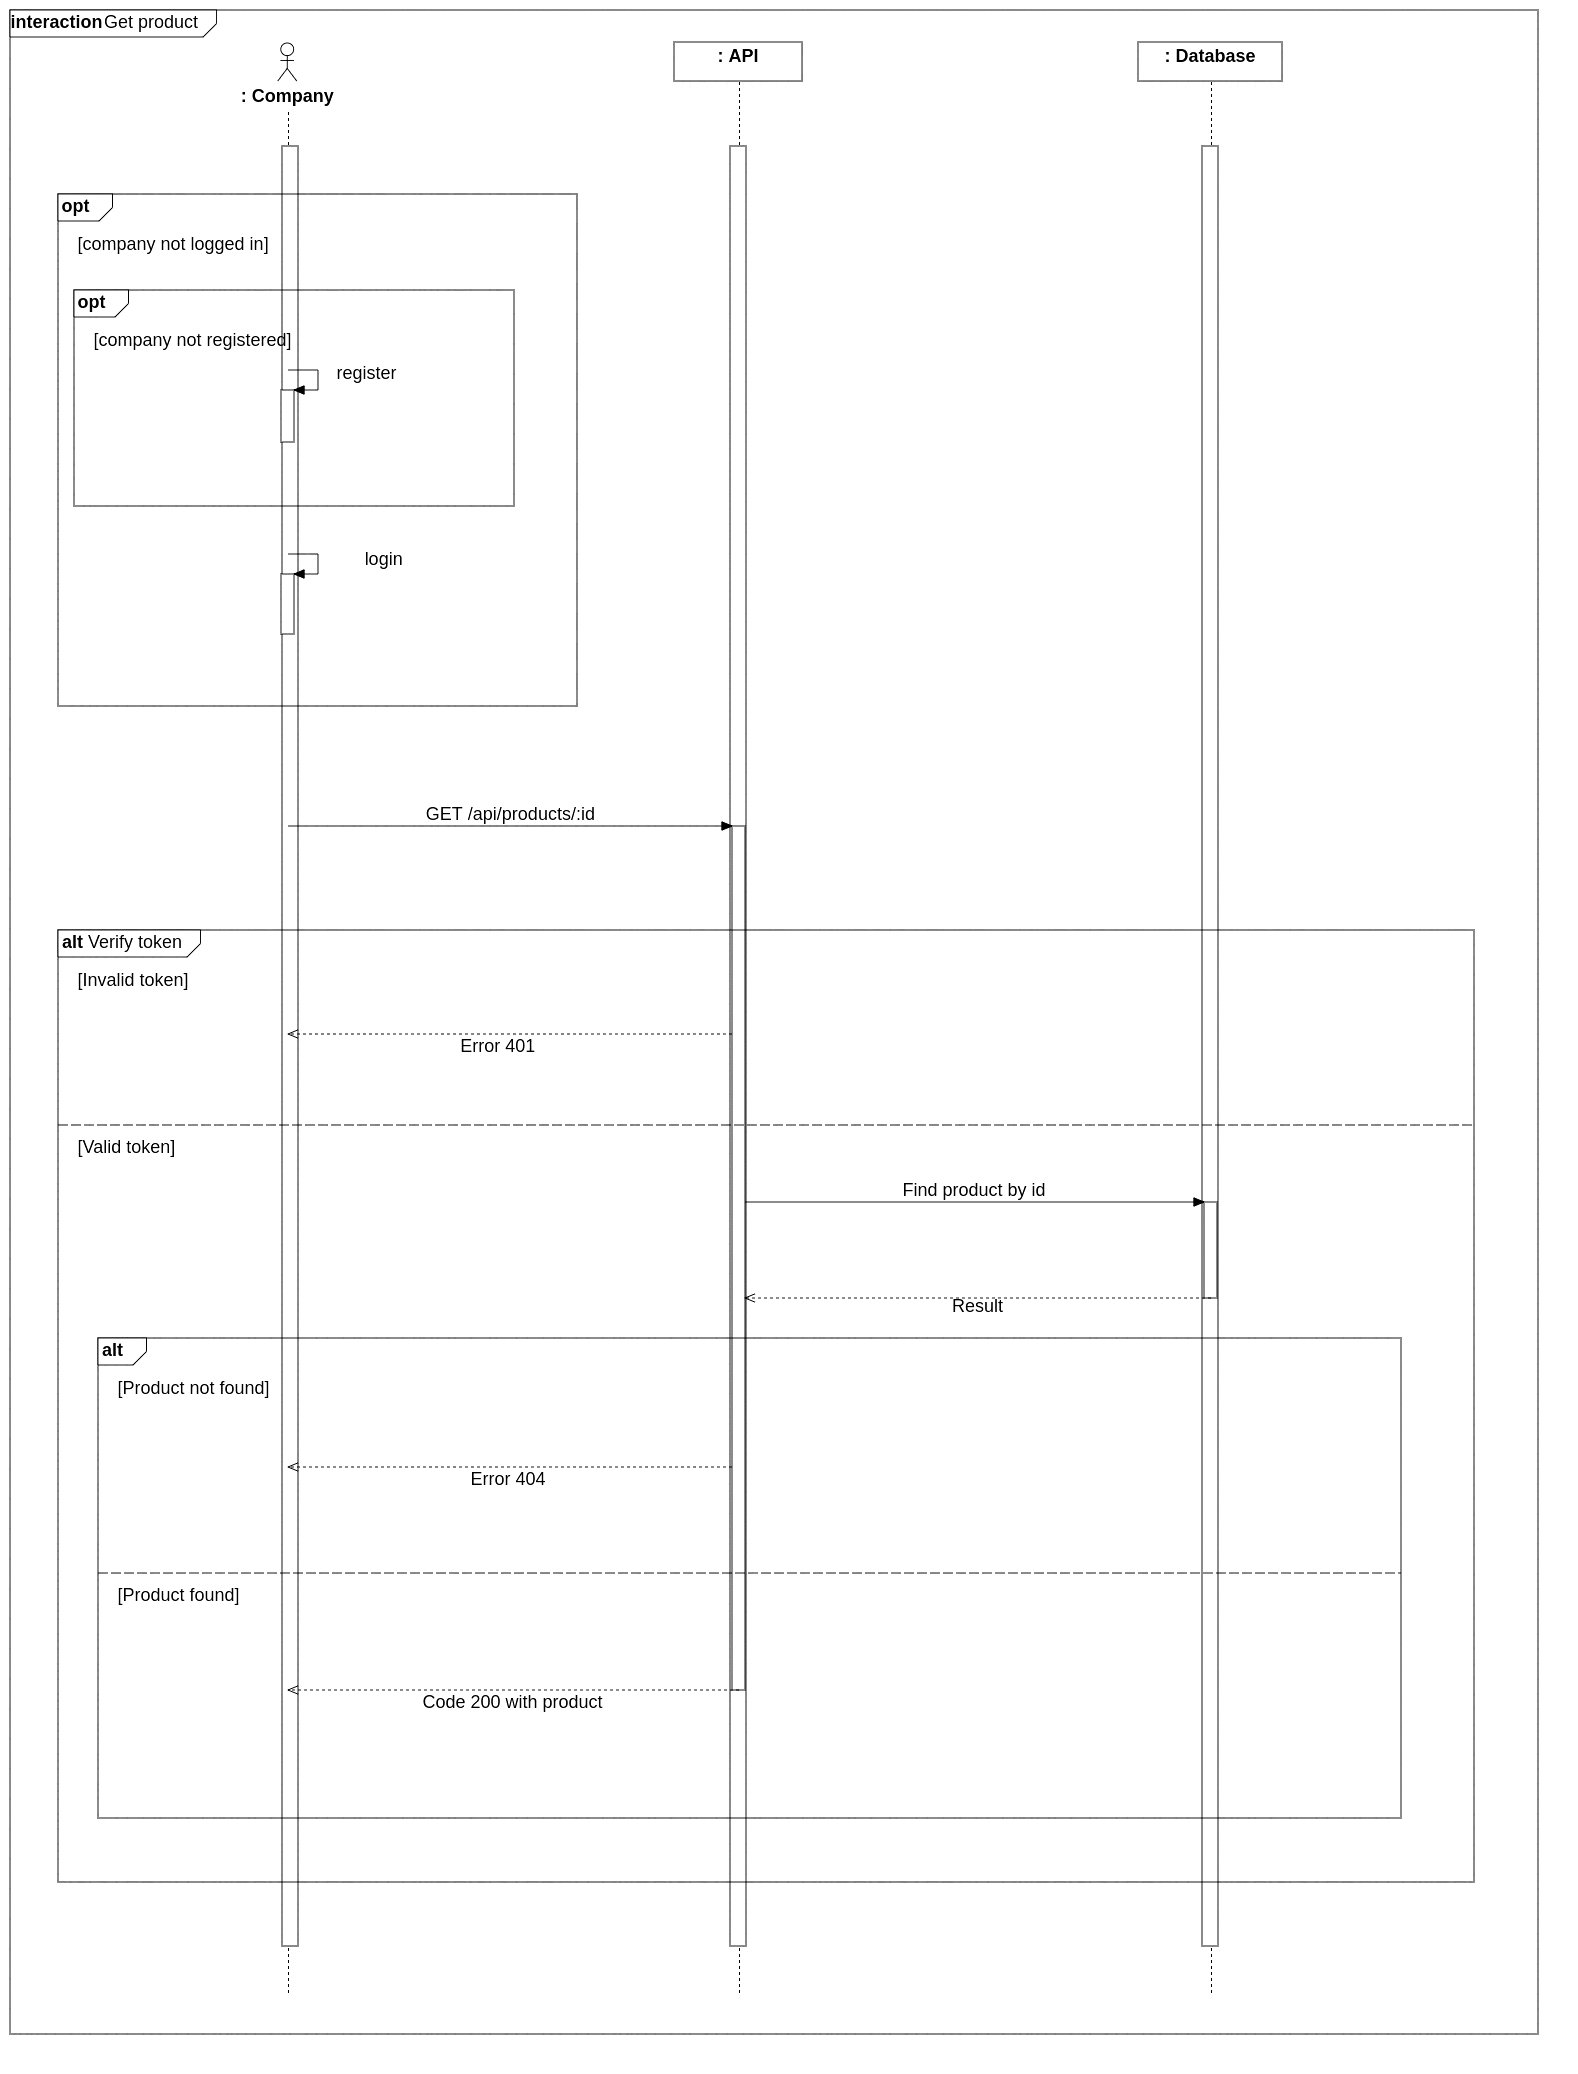 interaction Get product
: Company
: API
: Database
opt
[company not logged in]
opt
[company not registered]
register
login
GET /api/products/:id
alt Verify token
[Invalid token]
Error 401
[Valid token]
Find product by id
Result
alt
[Product not found]
Error 404
[Product found]
Code 200 with product